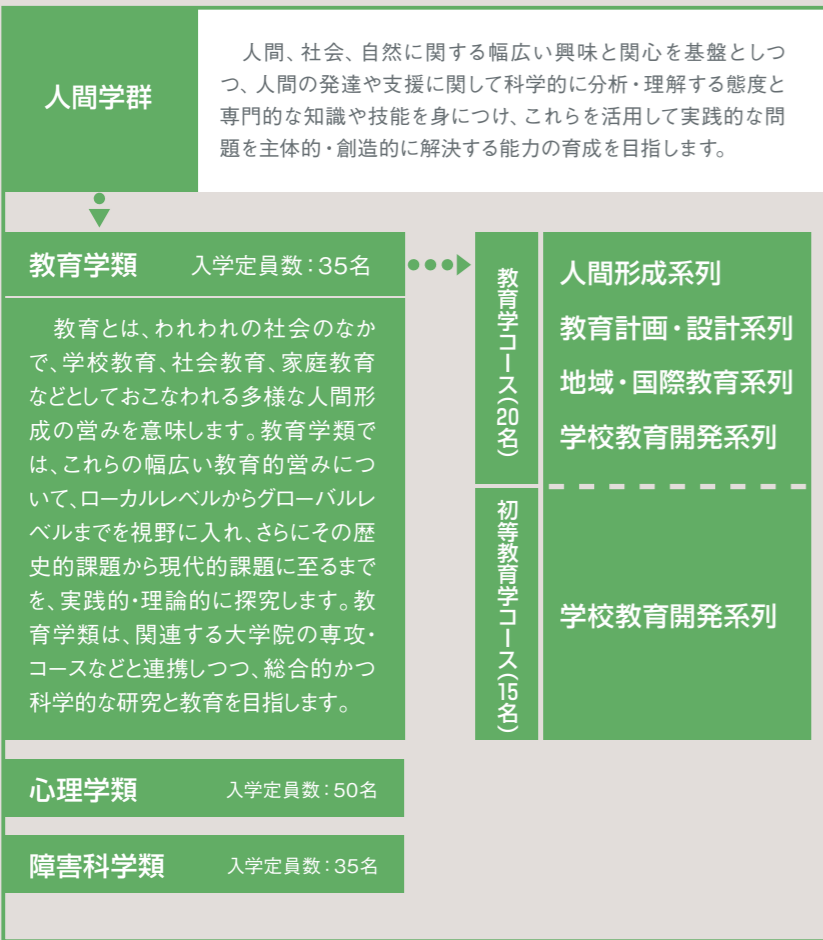 人間学群
人間、社会、自然に関する幅広い興味と関心を基盤としつ
つ、人間の発達や支援に関して科学的に分析・理解する態度と
専門的な知識や技能を身につけ、これらを活用して実践的な問
題を主体的・創造的に解決する能力の育成を目指します。
教育学類 入学定員数：35名
教育とは、われわれの社会のなか
で、学校教育、社会教育、家庭教育
などとしておこなわれる多様な人間形
成の営みを意味します。教育学類で
は、これらの幅広い教育的営みにつ
いて、ローカルレベルからグローバルレ
ベルまでを視野に入れ、さらにその歴
史的課題から現代的課題に至るまで
を、実践的・理論的に探究します。教
育学類は、関連する大学院の専攻・
コースなどと連携しつつ、総合的かつ
科学的な研究と教育を目指します。
教育学コース（20名）
人間形成系列
教育計画・設計系列
地域・国際教育系列
学校教育開発系列
初等教育学コース（15名）
学校教育開発系列
心理学類 入学定員数：50名
障害科学類 入学定員数：35名